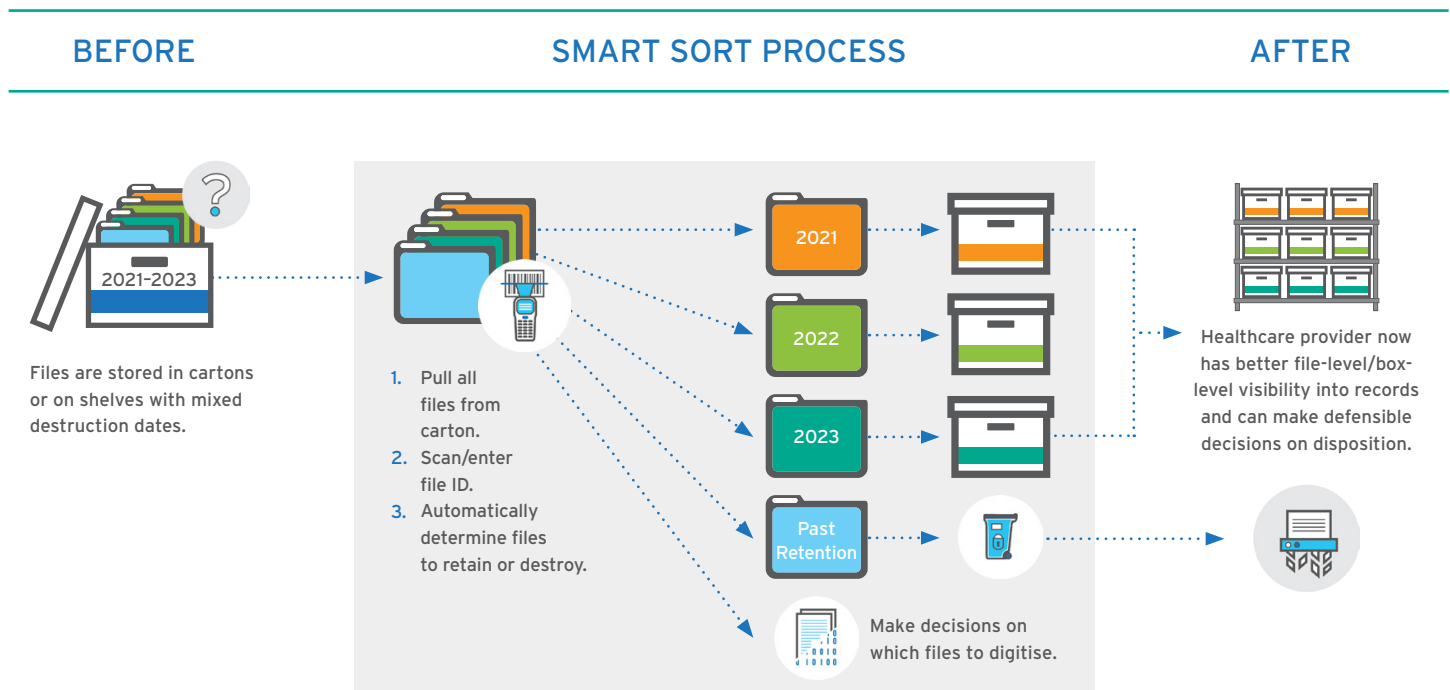 BEFORE
SMART SORT PROCESS
AFTER
?
2021–2023
Files are stored in cartons
or on shelves with mixed
destruction dates.
1. Pull all
files from
carton.
2. Scan/enter
file ID.
3. Automatically
determine files
to retain or destroy.
2021
2022
2023
Past
Retention
Make decisions on
which files to digitise.
Healthcare provider now
has better file-level/box-
level visibility into records
and can make defensible
decisions on disposition.